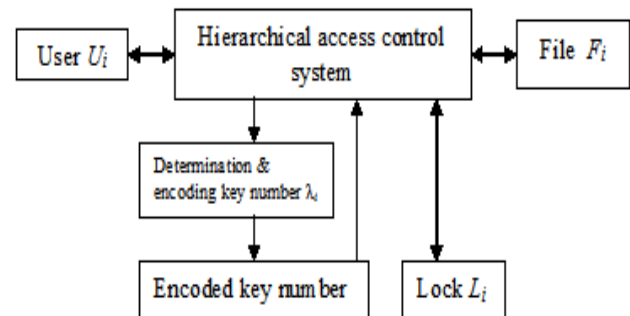 User Ui
Hierarchical access control
system
File Fi
Determination &
encoding key number λi
Encoded key number
Lock Li